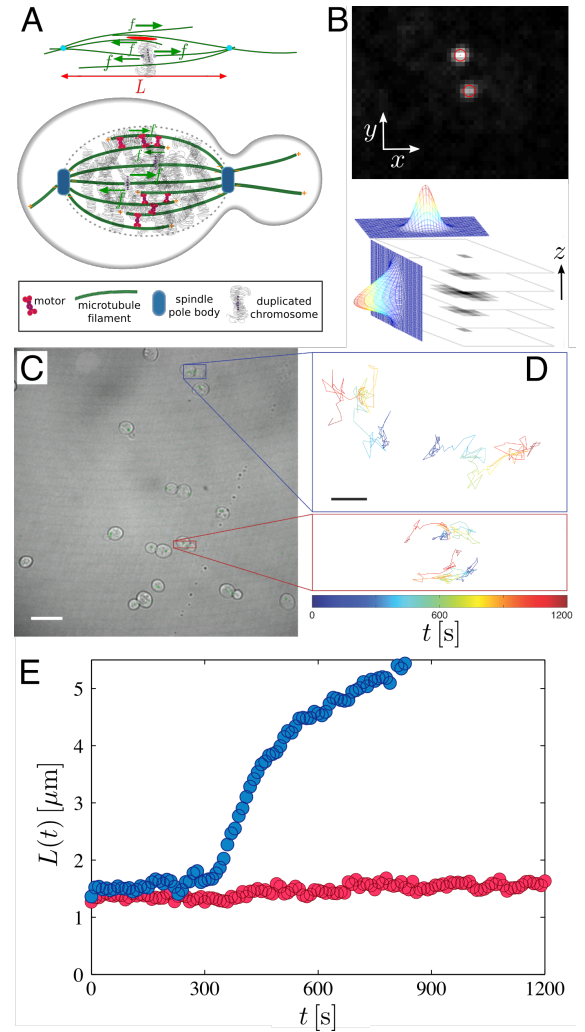 A
f
f
f
f
L
f
f
f
f
motor
microtubule
filament
spindle
pole body
duplicated
chromosome
B
y
x
z
C
D
0
600
1200
t [s]
E
L(t) [μm]
5
4
3
2
1
0
0
300
600
900
1200
t [s]